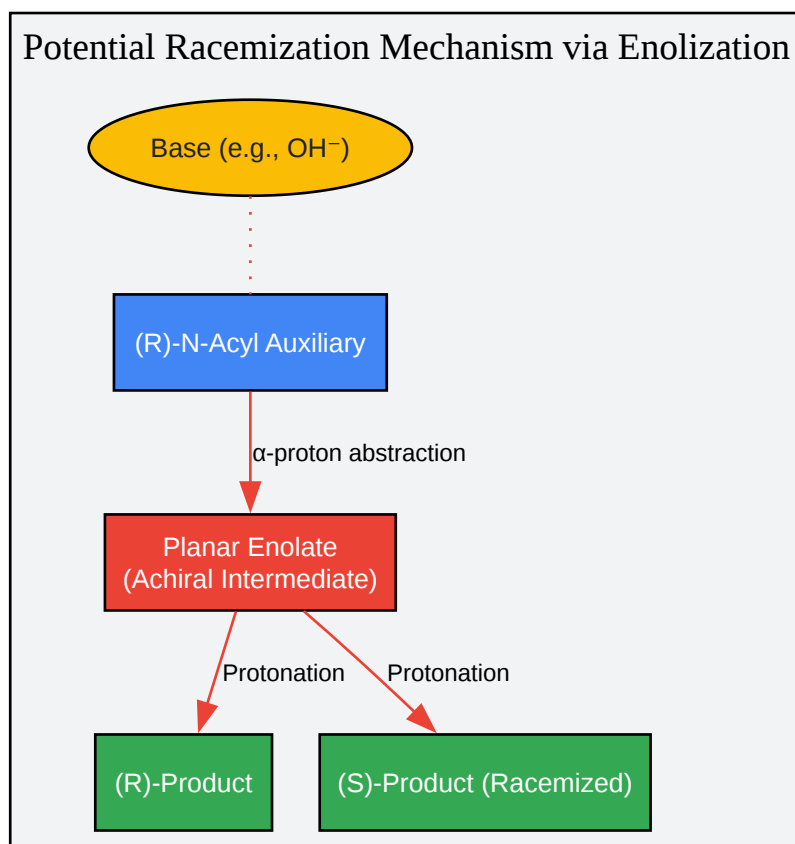 Potential Racemization Mechanism via Enolization
Base (e.g., OH⁻)
(R)-N-Acyl Auxiliary
α-proton abstraction
Planar Enolate
(Achiral Intermediate)
Protonation
Protonation
(R)-Product
(S)-Product (Racemized)